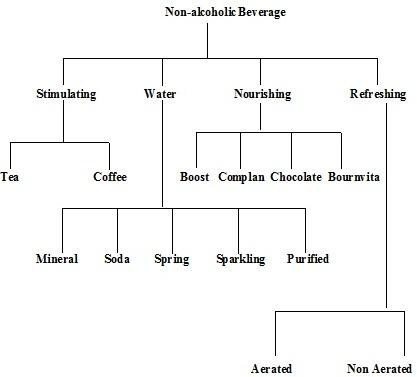 Non-alcoholic Beverage
Stimulating Water Nourishing Refreshing
Tea Coffee Boost Complan Chocolate Bournvita
Mineral Soda Spring Sparkling Purified
Aerated Non Aerated